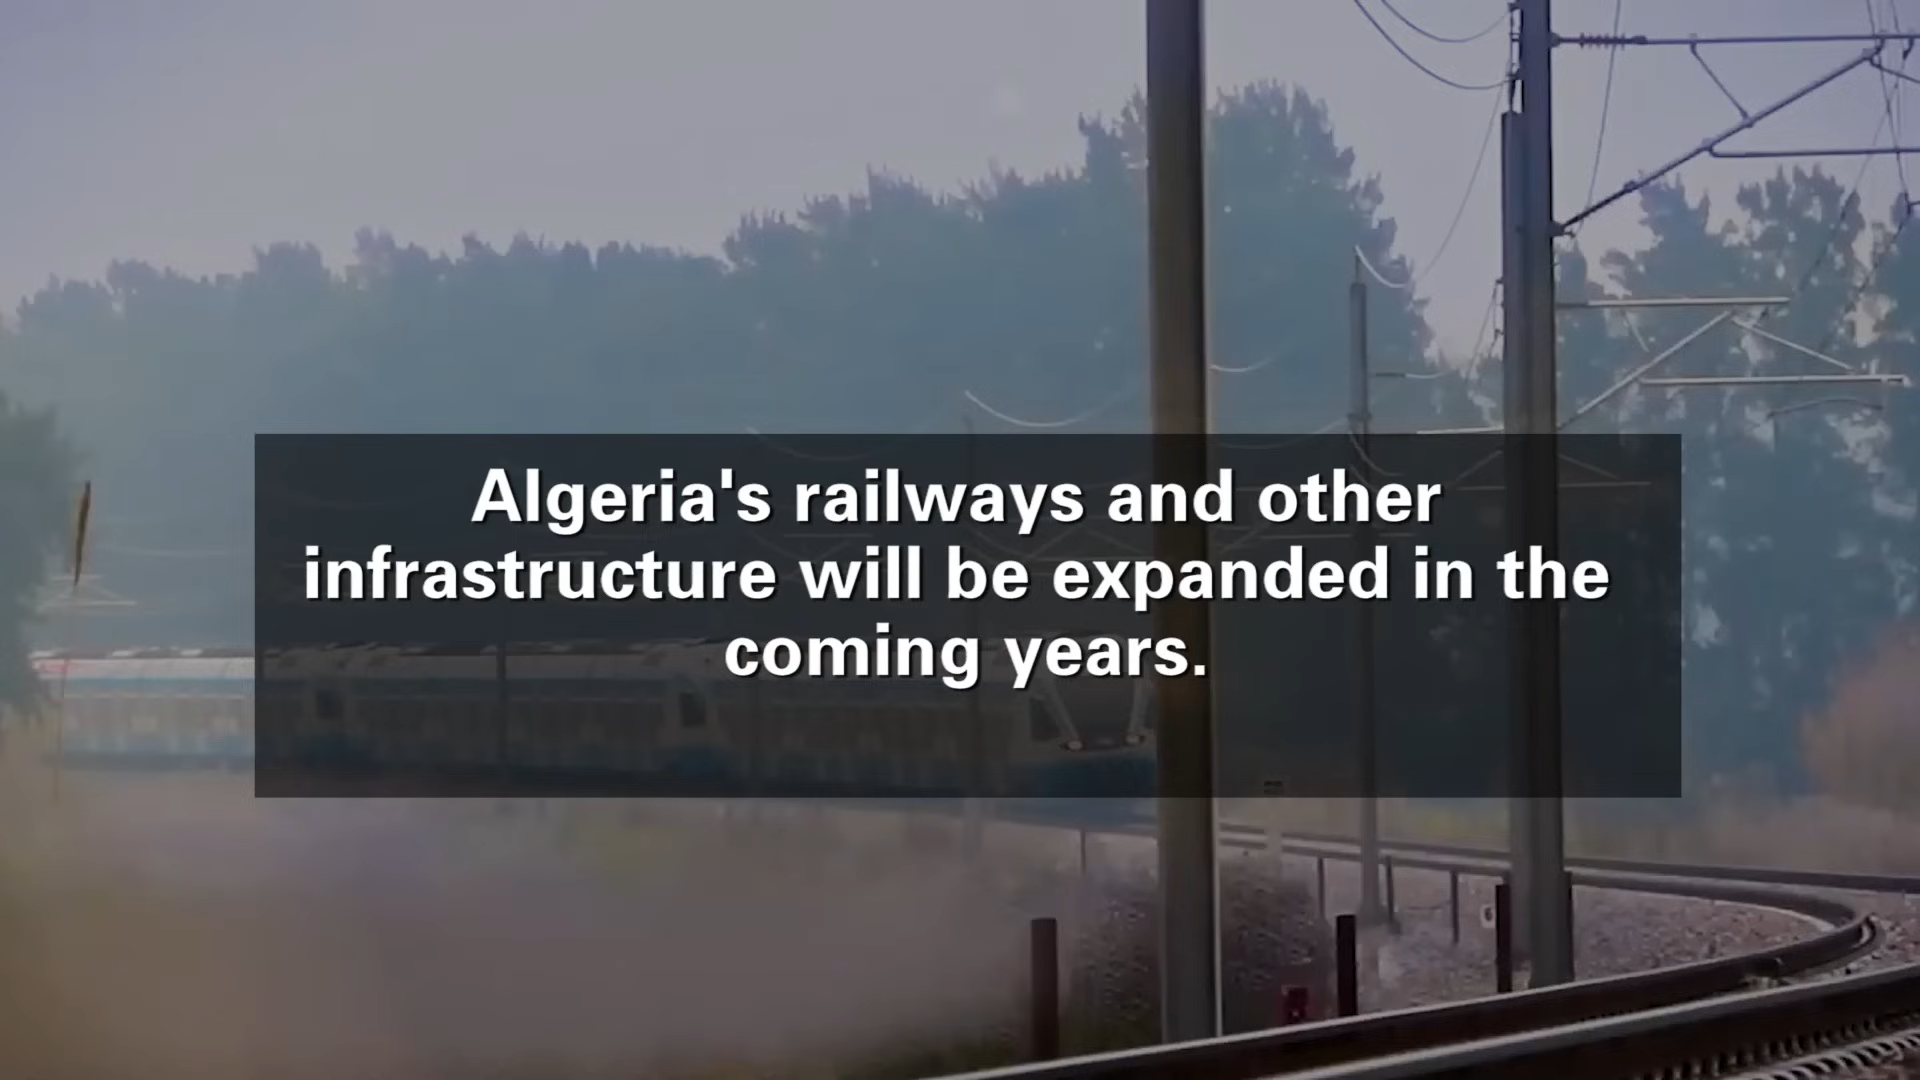 Algeria's railways and other
infrastructure will be expanded in the
coming years.